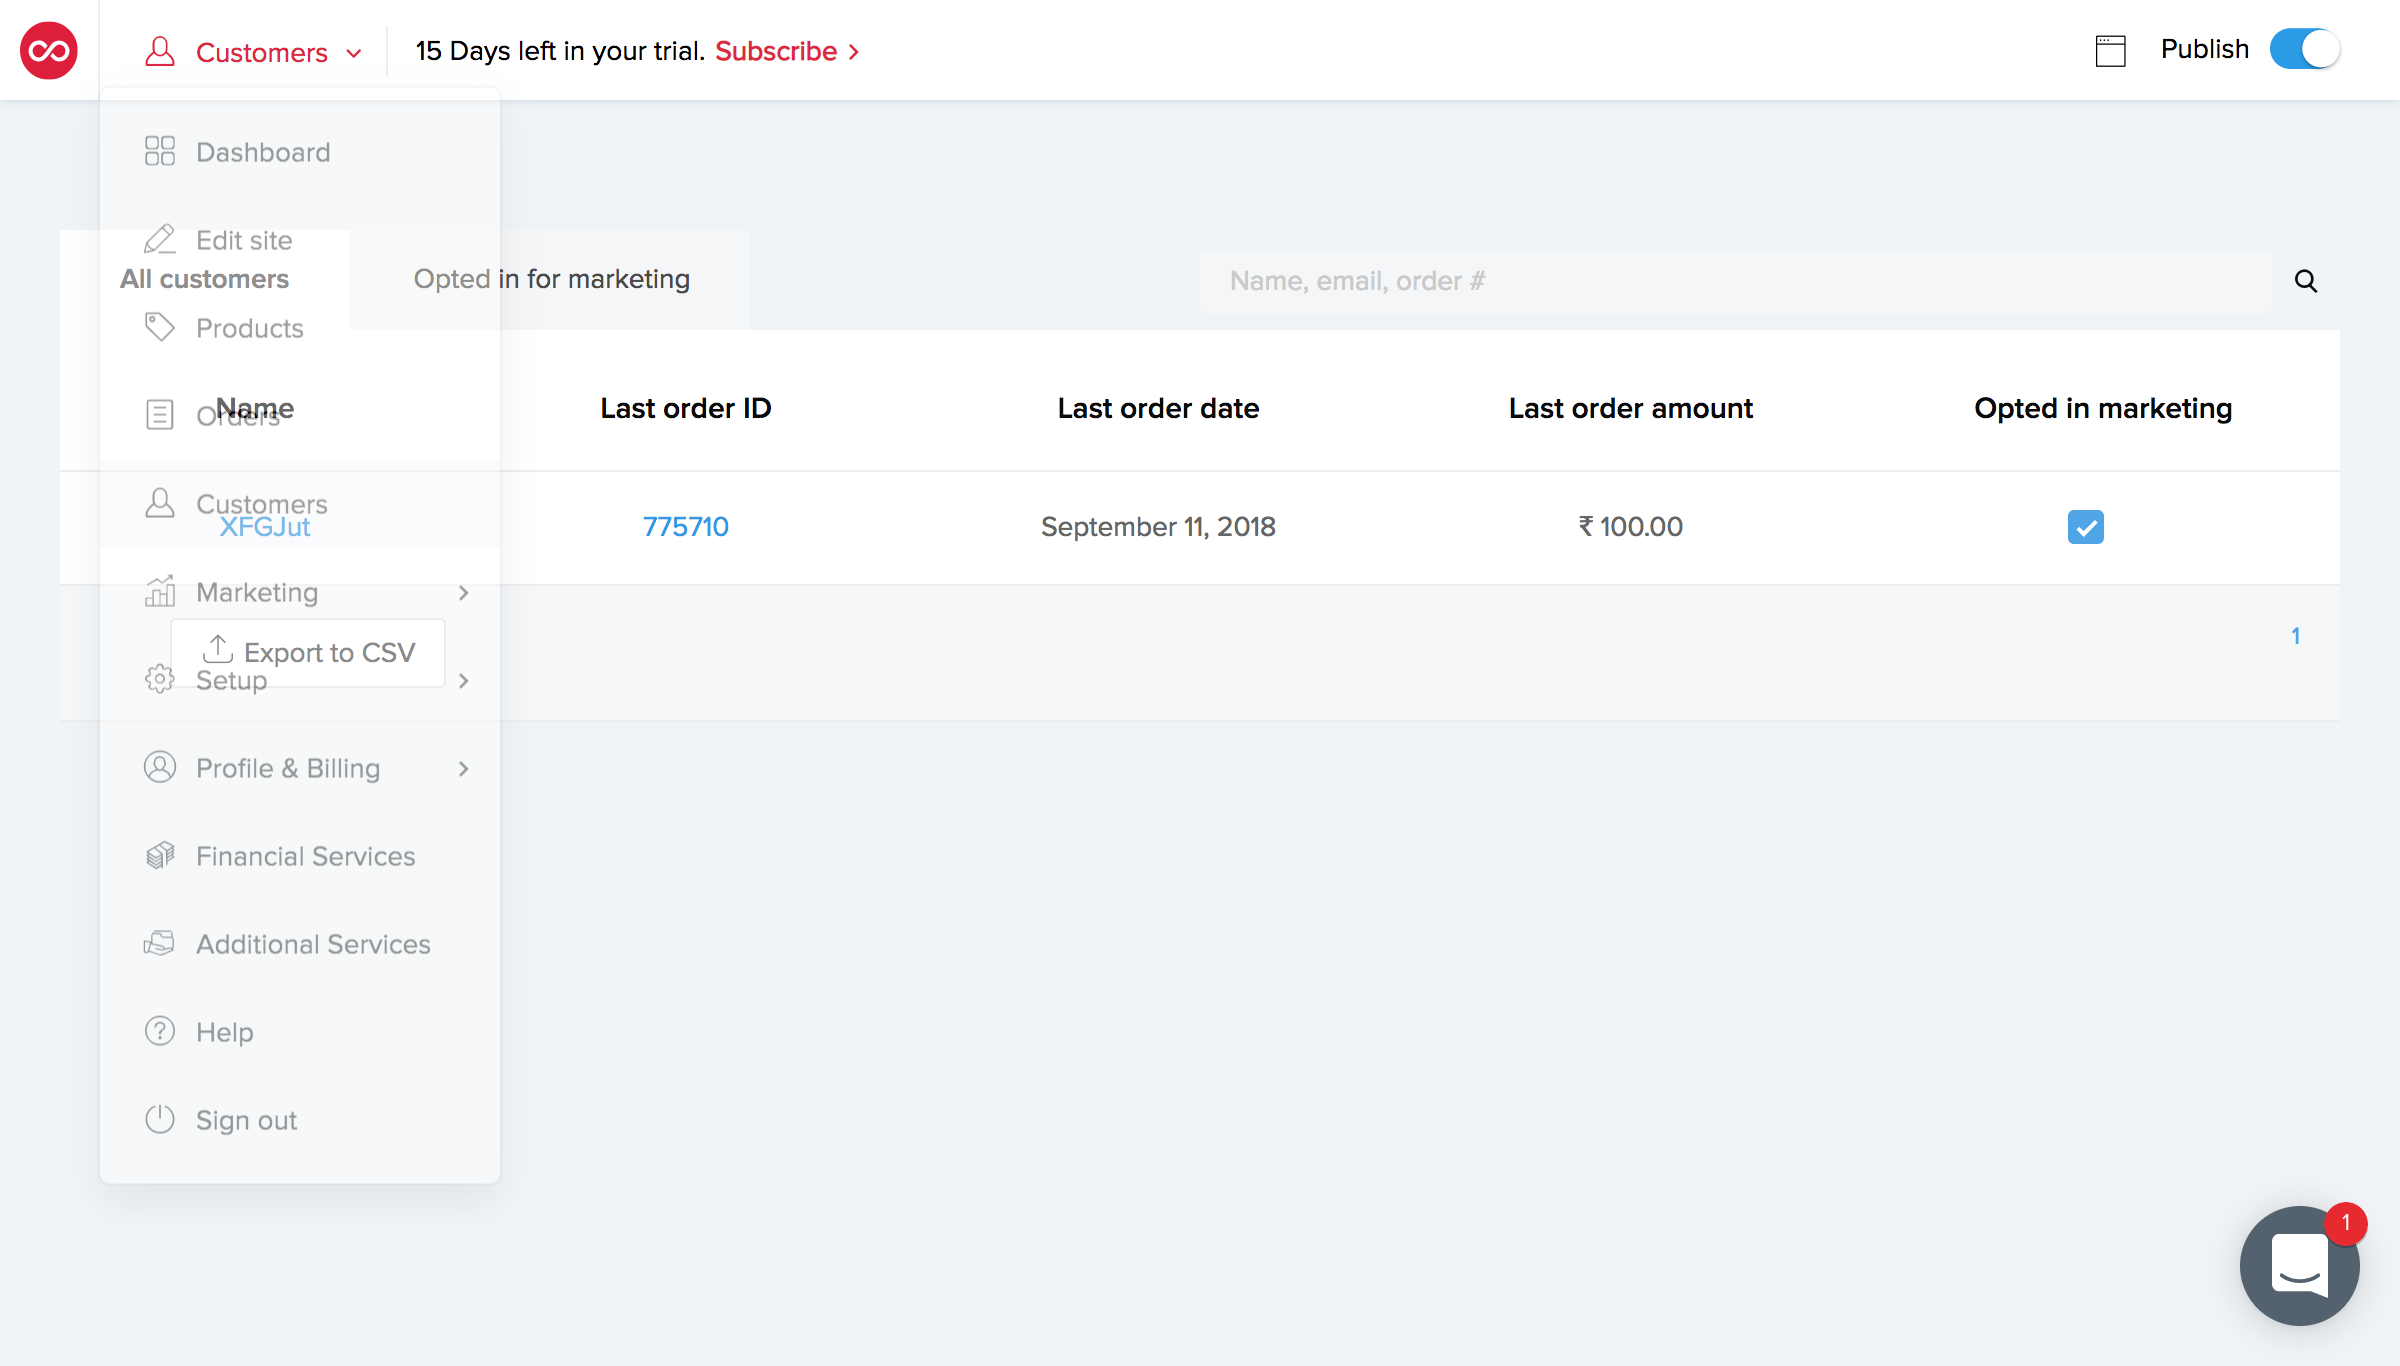 Customers
15 Days left in your trial. Subscribe
Publish
Dashboard
Edit site
All customers
Opted in for marketing
Name, email, order #
Products
Name
Last order ID
Last order date
Last order amount
Opted in marketing
Orders
Customers
XFGJut
775710
September 11, 2018
₹ 100.00
Marketing
1
Export to CSV
Setup
Profile & Billing
Financial Services
Additional Services
Help
Sign out
1